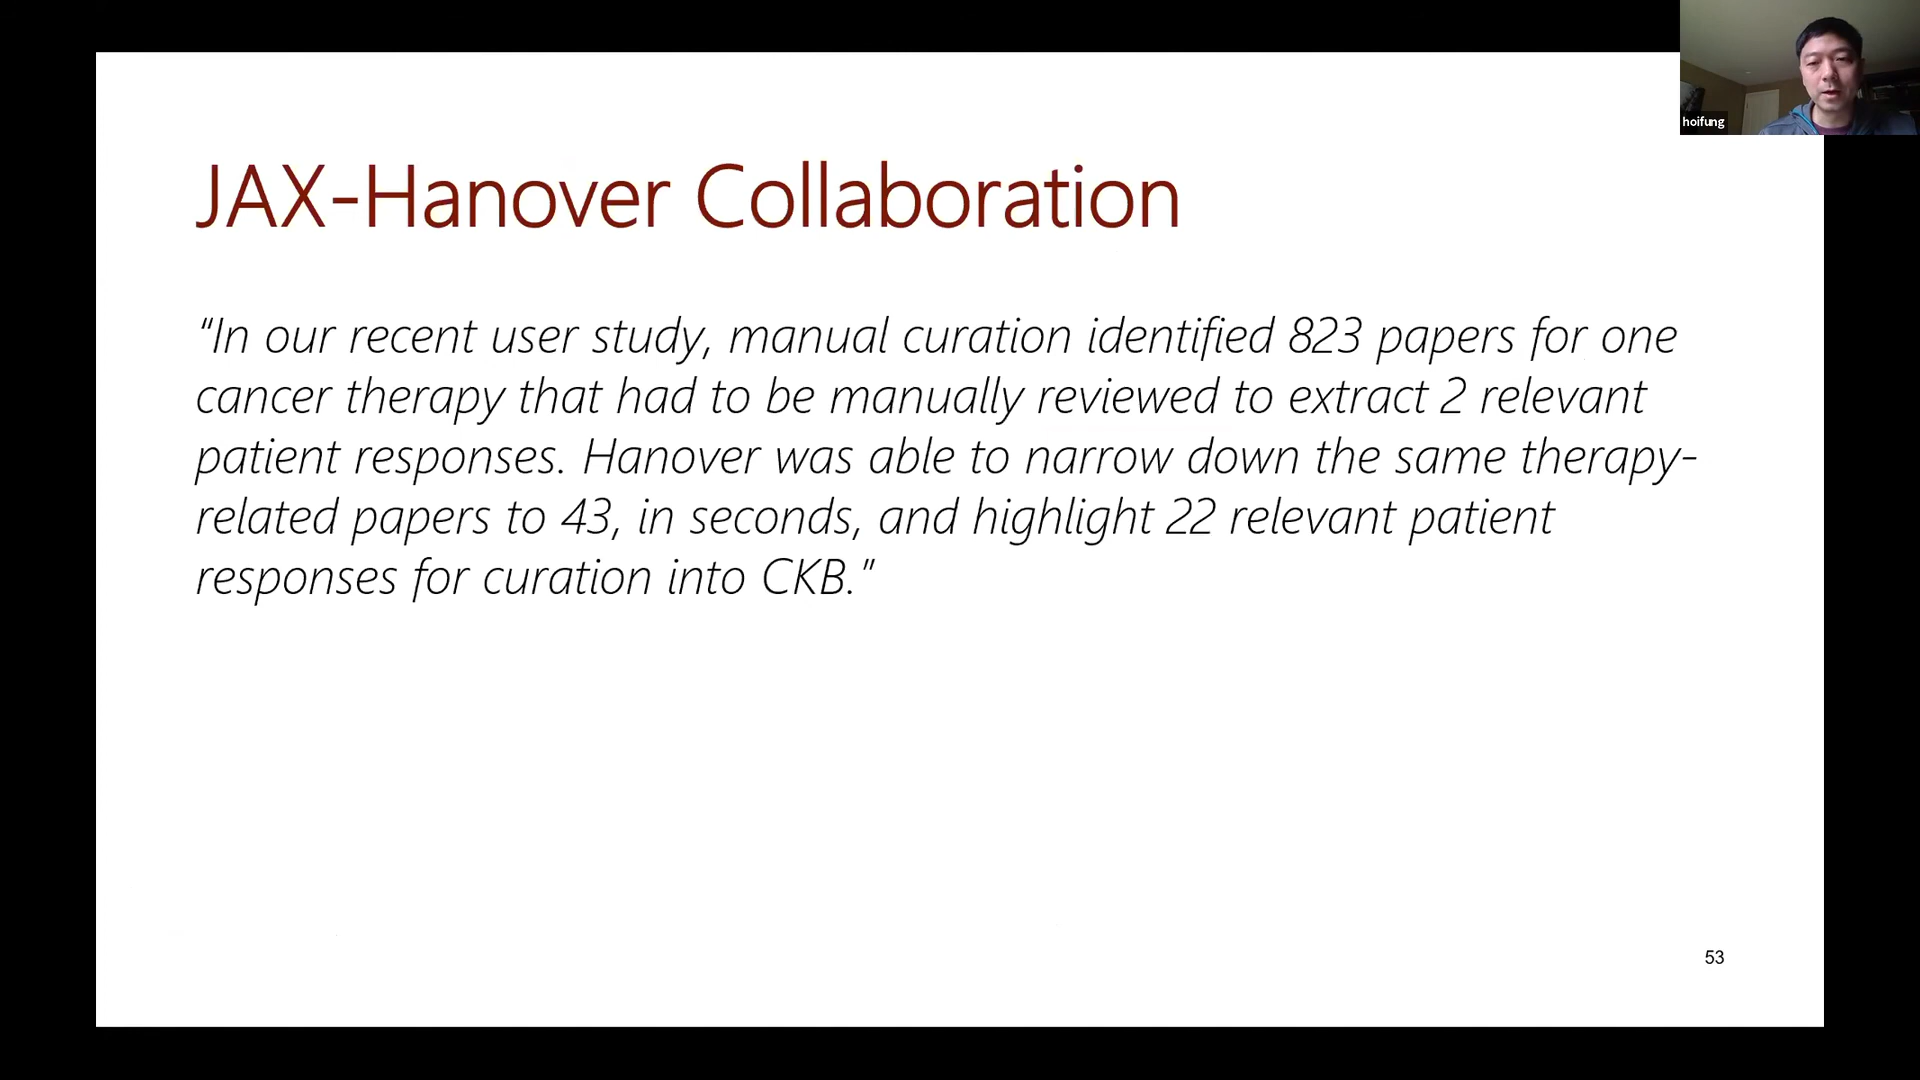 hoifung
JAX-Hanover Collaboration
“In our recent user study, manual curation identified 823 papers for one
cancer therapy that had to be manually reviewed to extract 2 relevant
patient responses. Hanover was able to narrow down the same therapy-
related papers to 43, in seconds, and highlight 22 relevant patient
responses for curation into CKB.”
53